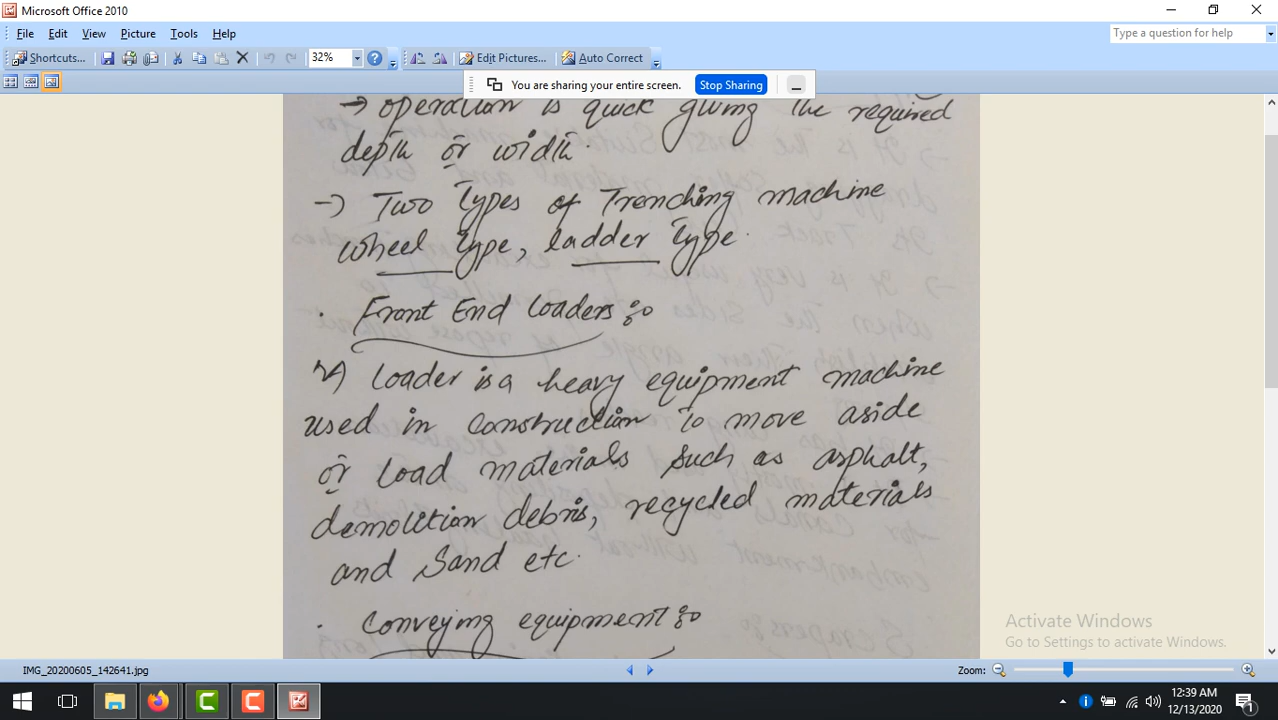 Microsoft Office 2010
File Edit View Picture Tools Help
Type a question for help
Shortcuts... 32% Edit Pictures... Auto Correct
You are sharing your entire screen. Stop Sharing
→ operation is quick giving the required
depth or width.
→ Two Types of Trenching machine
wheel type, ladder type.
. Front End Loaders:
Loader is a heavy equipment machine
used in construction to move aside
or load materials such as asphalt,
demolition debris, recycled materials
and Sand etc.
. Conveying equipment:
Activate Windows
Go to Settings to activate Windows.
IMG_20200605_142641.jpg
Zoom:
12:39 AM
12/13/2020
1